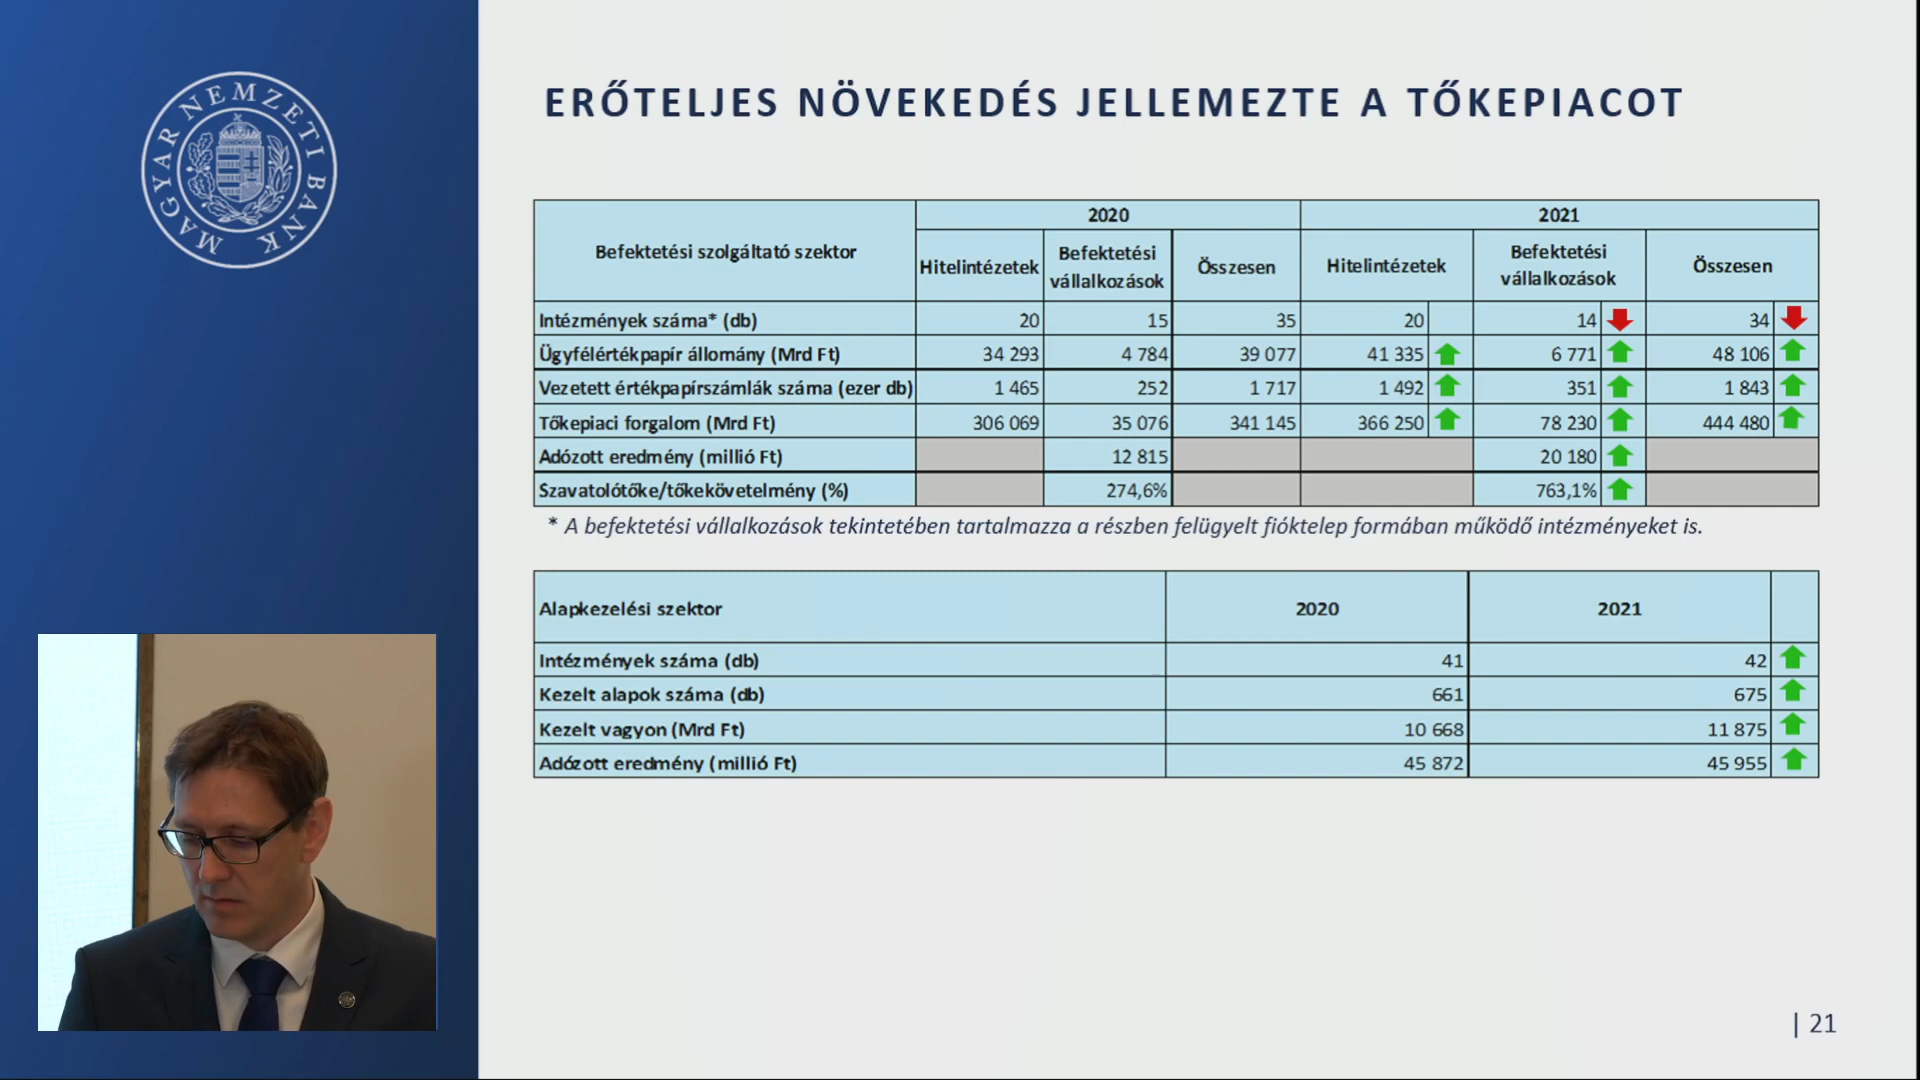 MAGYAR NEMZETI BANK
ERŐTELJES NÖVEKEDÉS JELLEMEZTE A TŐKEPIACOT
Befektetési szolgáltató szektor 2020 2021
Hitelintézetek Befektetési vállalkozások Összesen Hitelintézetek Befektetési vállalkozások Összesen
Intézmények száma* (db) 20 15 35 20 14 34
Ügyfélértékpapír állomány (Mrd Ft) 34 293 4 784 39 077 41 335 6 771 48 106
Vezetett értékpapírszámlák száma (ezer db) 1 465 252 1 717 1 492 351 1 843
Tőkepiaci forgalom (Mrd Ft) 306 069 35 076 341 145 366 250 78 230 444 480
Adózott eredmény (millió Ft) 12 815 20 180
Szavatolótőke/tőkekövetelmény (%) 274,6% 763,1%
* A befektetési vállalkozások tekintetében tartalmazza a részben felügyelt fióktelep formában működő intézményeket is.
Alapkezelési szektor 2020 2021
Intézmények száma (db) 41 42
Kezelt alapok száma (db) 661 675
Kezelt vagyon (Mrd Ft) 10 668 11 875
Adózott eredmény (millió Ft) 45 872 45 955
| 21